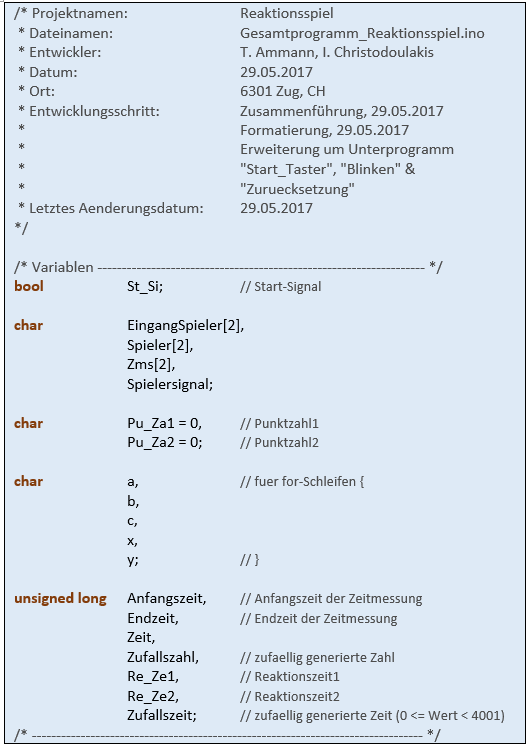 /* Projektnamen: Reaktionsspiel
* Dateinamen: Gesamtprogramm_Reaktionsspiel.ino
* Entwickler: T. Ammann, I. Christodoulakis
* Datum: 29.05.2017
* Ort: 6301 Zug, CH
* Entwicklungsschritt: Zusammenführung, 29.05.2017
* Formatierung, 29.05.2017
* Erweiterung um Unterprogramm
* "Start_Taster", "Blinken" &
* "Zuruecksetzung"
* Letztes Aenderungsdatum: 29.05.2017
*/
/* Variablen ------------------------------------------------------------------- */
bool St_Si; // Start-Signal
char EingangSpieler[2],
Spieler[2],
Zms[2],
Spielersignal;
char Pu_Za1 = 0, // Punktzahl1
Pu_Za2 = 0; // Punktzahl2
char a, // fuer for-Schleifen {
b,
c,
x,
y; // }
unsigned long Anfangszeit, // Anfangszeit der Zeitmessung
Endzeit, // Endzeit der Zeitmessung
Zeit,
Zufallszahl, // zufaellig generierte Zahl
Re_Ze1, // Reaktionszeit1
Re_Ze2, // Reaktionszeit2
Zufallszeit; // zufaellig generierte Zeit (0 <= Wert < 4001)
/* -------------------------------------------------------------------------------- */